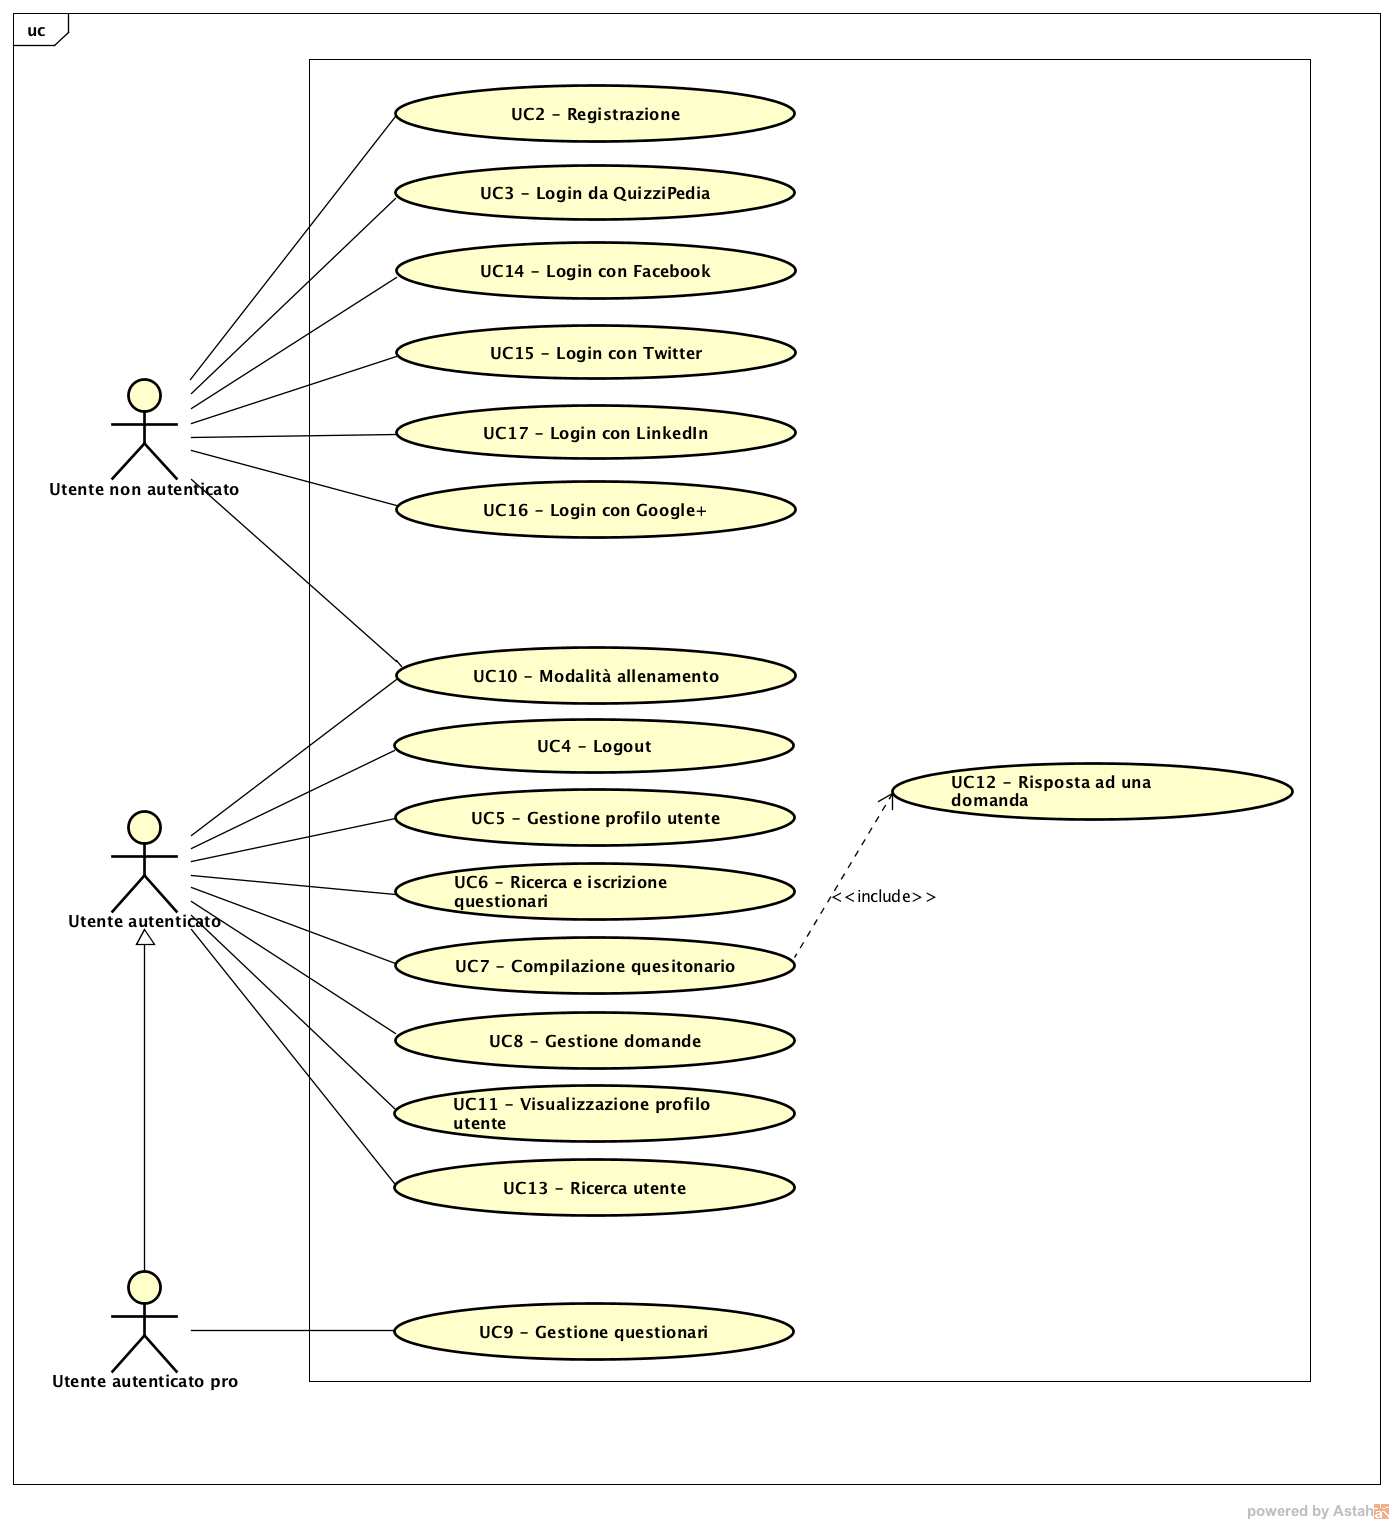 uc
UC2 – Registrazione
UC3 – Login da QuizziPedia
UC14 – Login con Facebook
UC15 – Login con Twitter
UC17 – Login con LinkedIn
Utente non autenticato
UC16 – Login con Google+
UC10 – Modalità allenamento
UC4 – Logout
UC12 – Risposta ad una
domanda
UC5 – Gestione profilo utente
UC6 – Ricerca e iscrizione
questionari
<<include>>
Utente autenticato
UC7 – Compilazione quesitonario
UC8 – Gestione domande
UC11 – Visualizzazione profilo
utente
UC13 – Ricerca utente
UC9 – Gestione questionari
Utente autenticato pro
powered by Astah